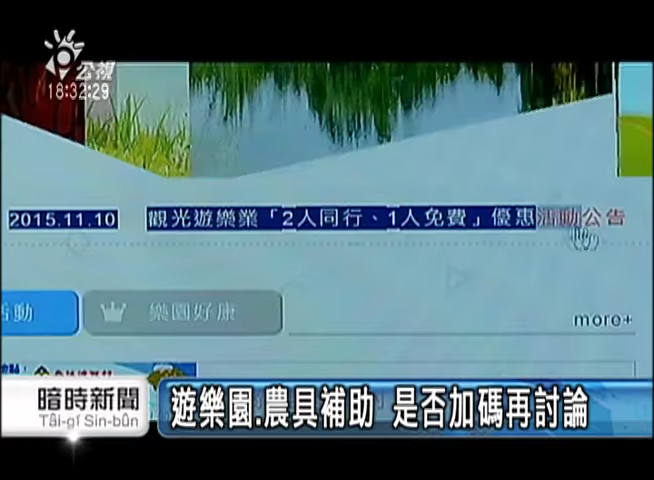 公視
18:32:29
2015.11.10 觀光遊樂業「2人同行、1人免費」優惠活動公告
活動
樂園好康
more+
暗時新聞
Tâi-gí Sin-bûn
遊樂園.農具補助 是否加碼再討論